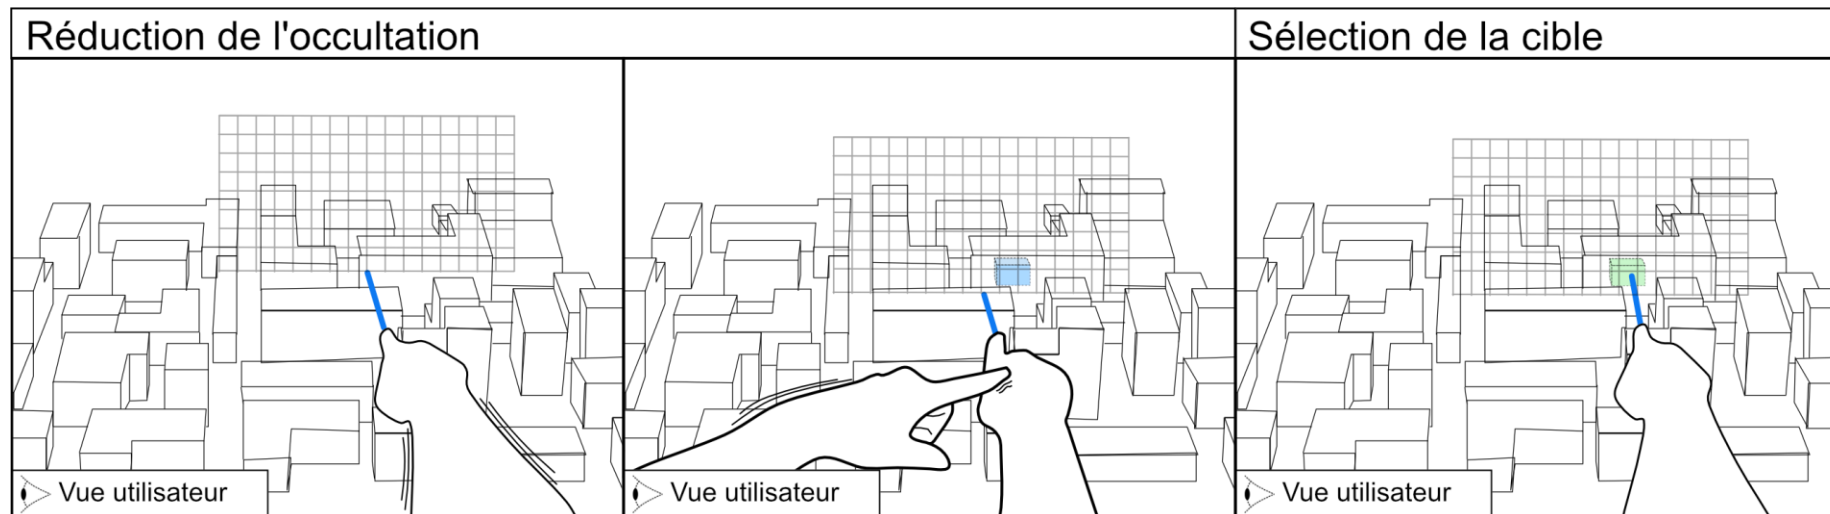 Réduction de l'occultation
Sélection de la cible
Vue utilisateur
Vue utilisateur
Vue utilisateur